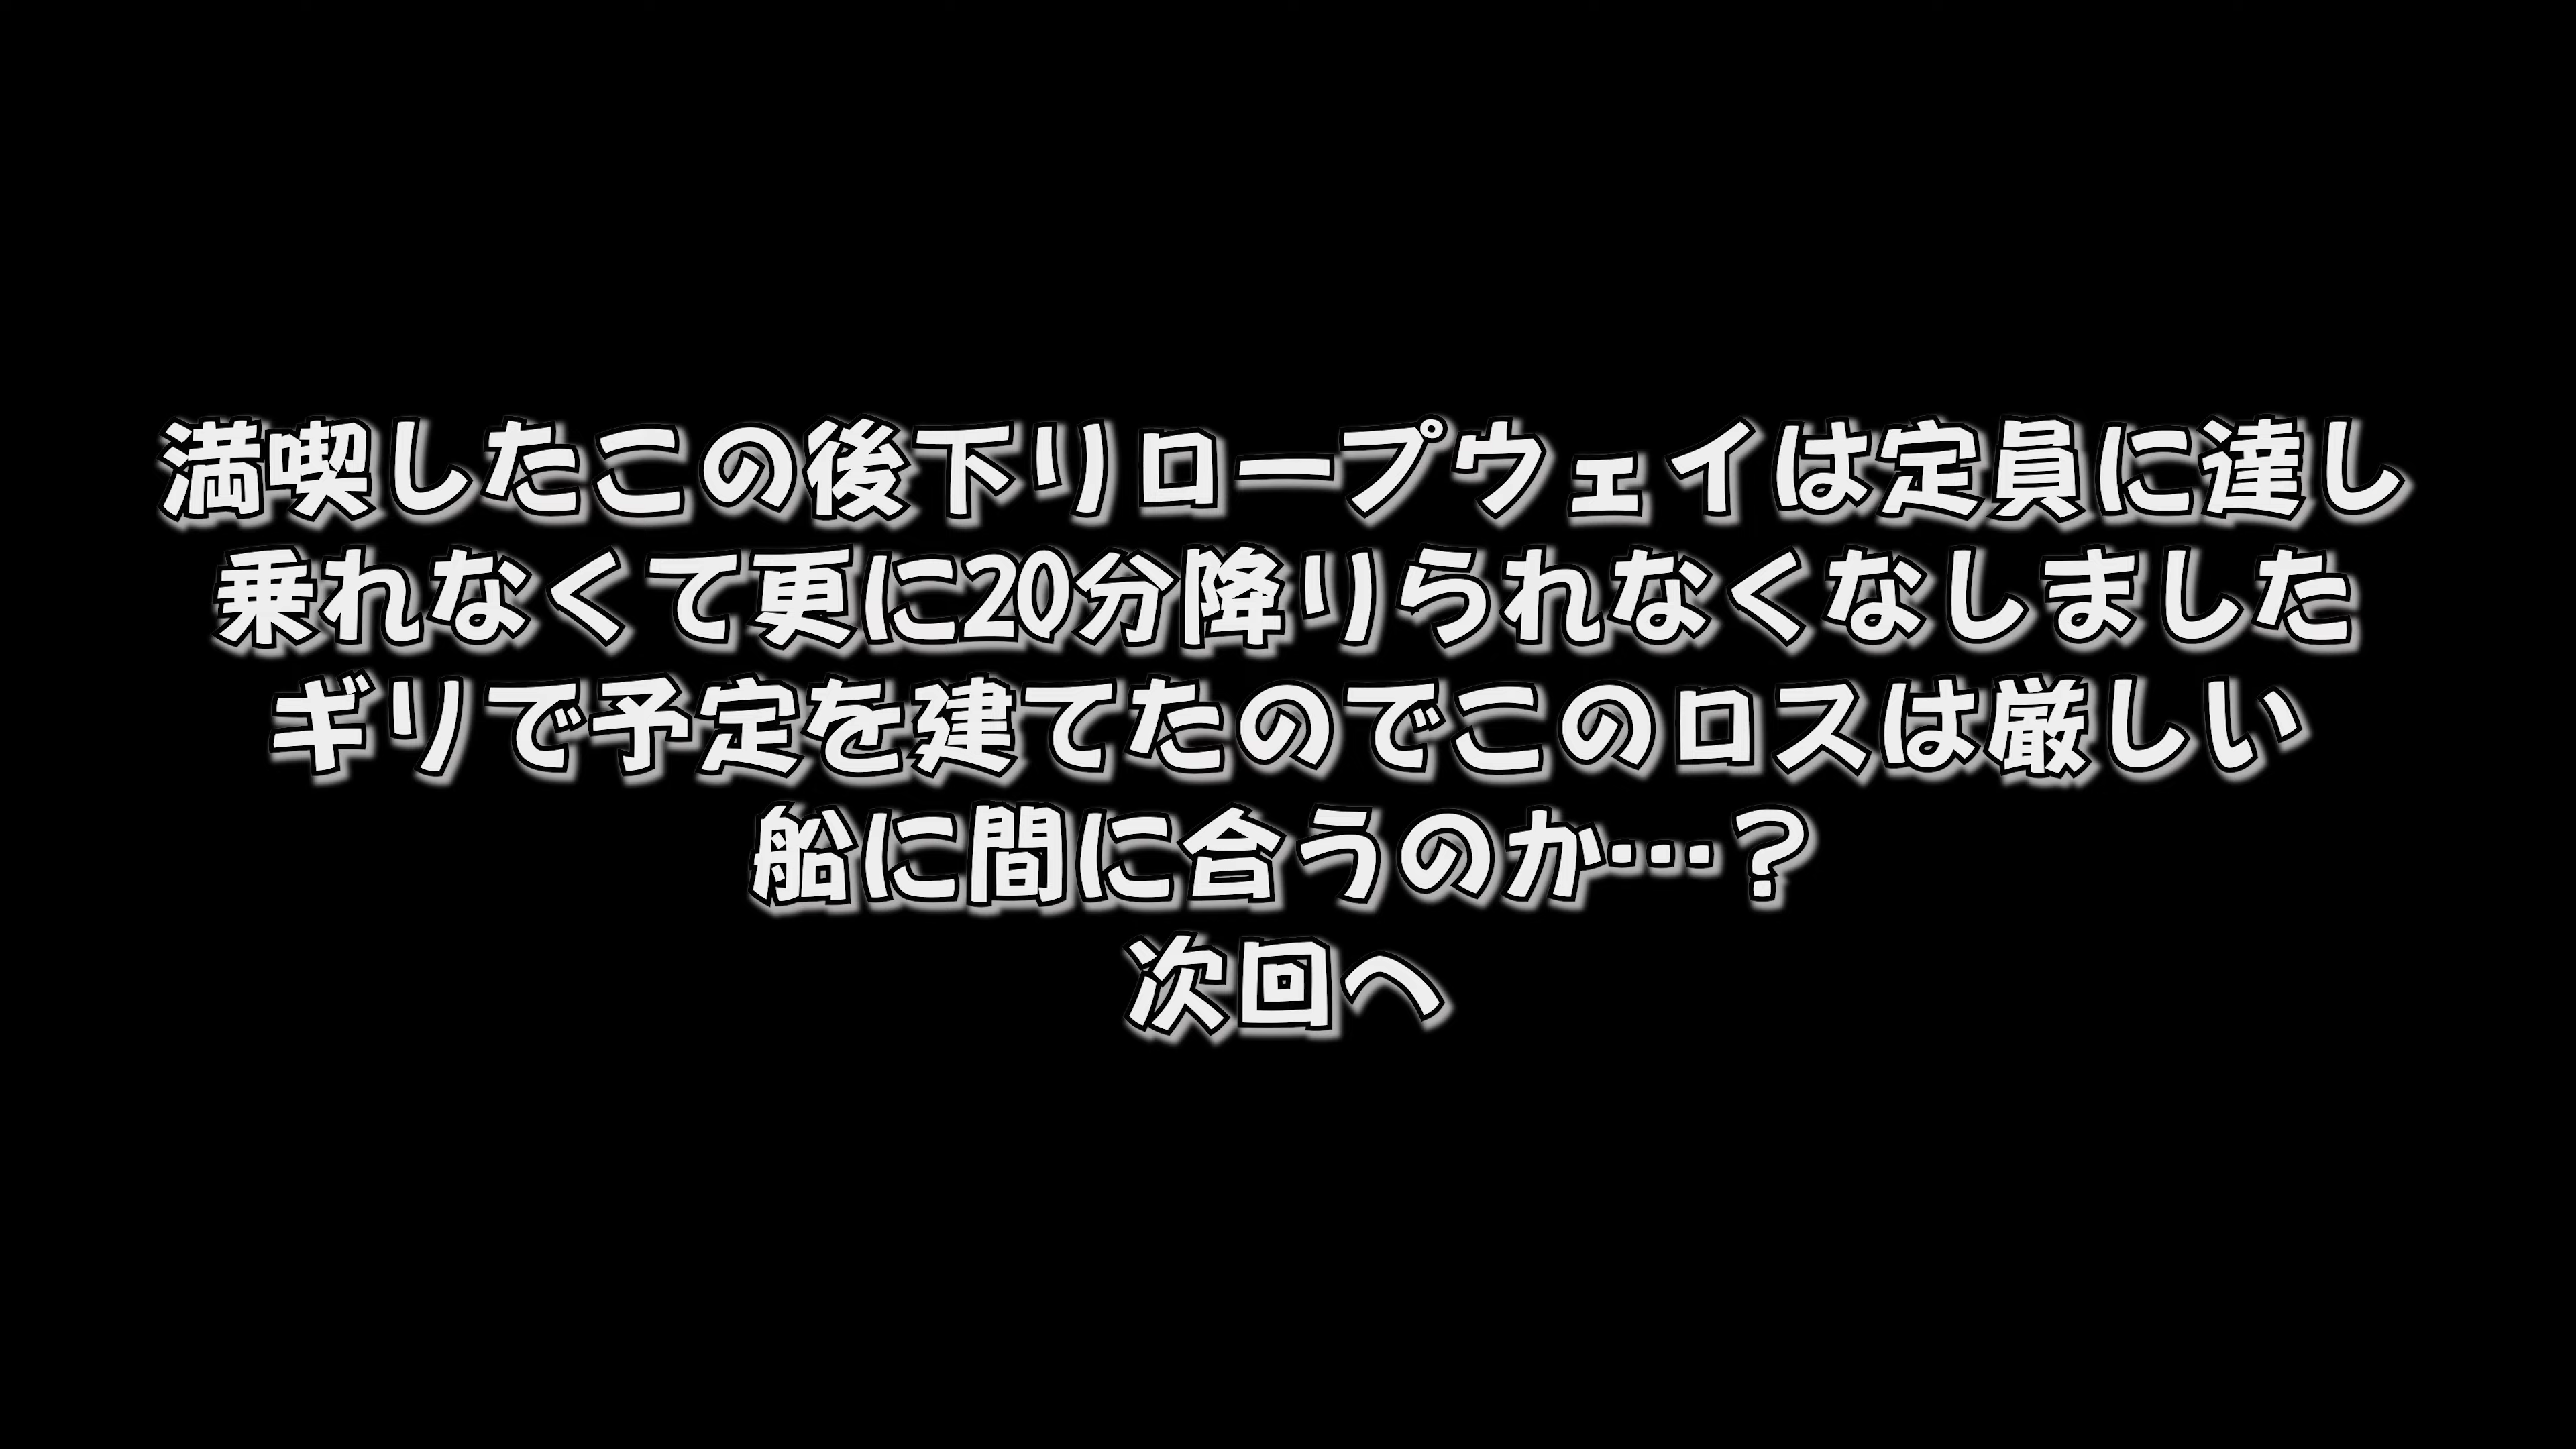 満喫したこの後下りロープウェイは定員に達し
乗れなくて更に20分降りられなくなしました
ギリで予定を建てたのでこのロスは厳しい
船に間に合うのか…？
次回へ